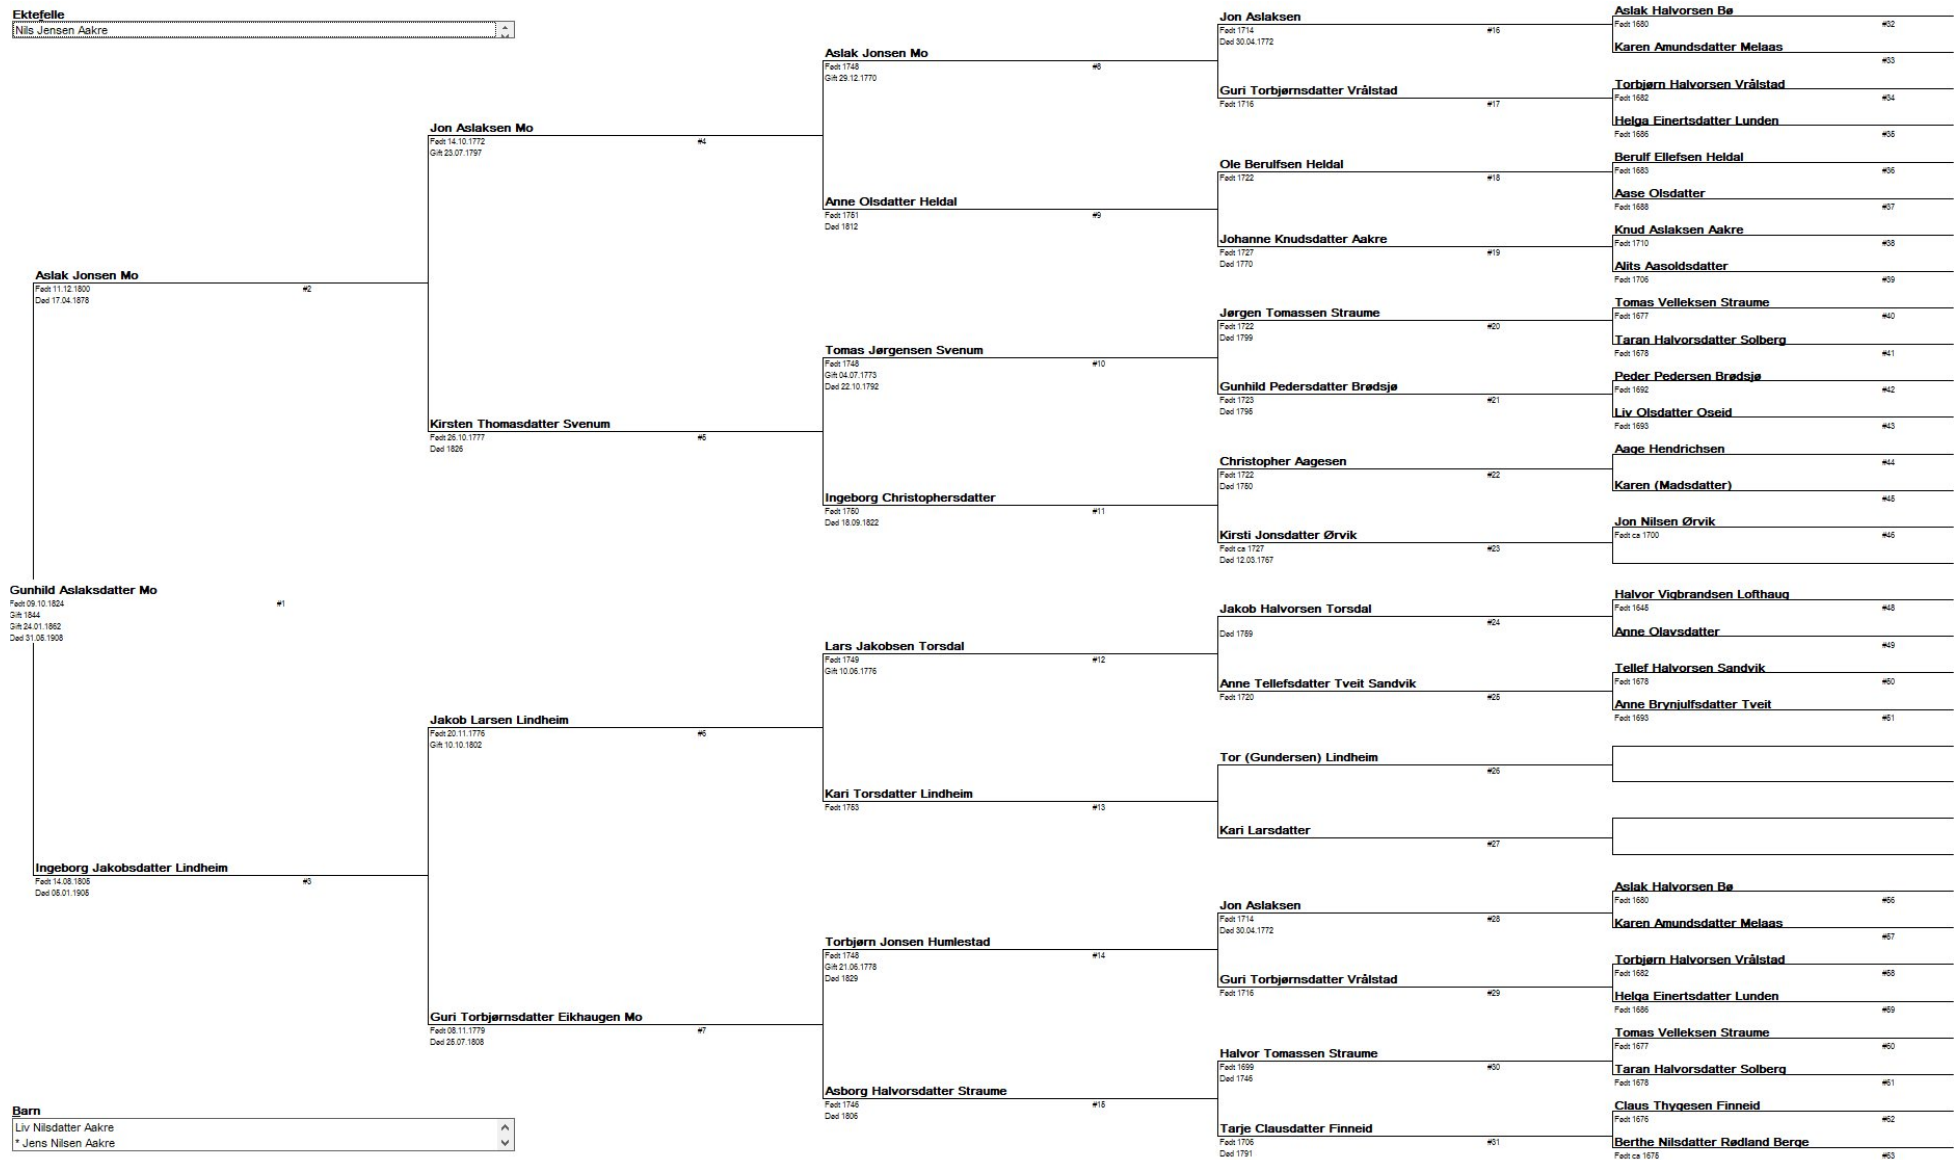 Ektefelle
Nils Jensen Aakre
Gunhild Aslaksdatter Mo
Født 09.10.1824 #1
Gift 1844
Gift 24.01.1862
Død 31.05.1908
Barn
Liv Nilsdatter Aakre
* Jens Nilsen Aakre
Aslak Jonsen Mo
Født 11.12.1800 #2
Død 17.04.1878
Ingeborg Jakobsdatter Lindheim
Født 14.08.1805 #3
Død 05.01.1905
Jon Aslaksen Mo
Født 14.10.1772 #4
Gift 23.07.1797
Kirsten Thomasdatter Svenum
Født 26.10.1777 #5
Død 1826
Jakob Larsen Lindheim
Født 20.11.1776 #6
Gift 10.10.1802
Guri Torbjørnsdatter Eikhaugen Mo
Født 08.11.1779 #7
Død 25.07.1808
Aslak Jonsen Mo
Født 1748 #8
Gift 29.12.1770
Anne Olsdatter Heldal
Født 1751 #9
Død 1812
Tomas Jørgensen Svenum
Født 1748 #10
Gift 04.07.1773
Død 22.10.1792
Ingeborg Christophersdatter
Født 1750 #11
Død 18.09.1822
Lars Jakobsen Torsdal
Født 1749 #12
Gift 10.06.1776
Kari Torsdatter Lindheim
Født 1753 #13
Torbjørn Jonsen Humlestad
Født 1748 #14
Gift 21.06.1778
Død 1829
Asborg Halvorsdatter Straume
Født 1745 #15
Død 1806
Jon Aslaksen
Født 1714 #16
Død 30.04.1772
Guri Torbjørnsdatter Vrålstad
Født 1716 #17
Ole Berulfsen Heldal
Født 1722 #18
Johanne Knudsdatter Aakre
Født 1727 #19
Død 1770
Jørgen Tomassen Straume
Født 1722 #20
Død 1799
Gunhild Pedersdatter Brødsjø
Født 1723 #21
Død 1795
Christopher Aagesen
Født 1722 #22
Død 1750
Kirsti Jonsdatter Ørvik
Født ca 1727 #23
Død 12.03.1767
Jakob Halvorsen Torsdal
#24
Død 1789
Anne Tellefsdatter Tveit Sandvik
Født 1720 #25
Tor (Gundersen) Lindheim
#26
Kari Larsdatter
#27
Jon Aslaksen
Født 1714 #28
Død 30.04.1772
Guri Torbjørnsdatter Vrålstad
Født 1716 #29
Halvor Tomassen Straume
Født 1699 #30
Død 1746
Tarje Clausdatter Finneid
Født 1706 #31
Død 1791
Aslak Halvorsen Bø
Født 1680 #32
Karen Amundsdatter Melaas
#33
Torbjørn Halvorsen Vrålstad
Født 1682 #34
Helga Einertsdatter Lunden
Født 1686 #35
Berulf Ellefsen Heldal
Født 1683 #36
Aase Olsdatter
Født 1688 #37
Knud Aslaksen Aakre
Født 1710 #38
Alits Aasoldsdatter
Født 1706 #39
Tomas Velleksen Straume
Født 1677 #40
Taran Halvorsdatter Solberg
Født 1678 #41
Peder Pedersen Brødsjø
Født 1692 #42
Liv Olsdatter Oseid
Født 1693 #43
Aage Hendrichsen
#44
Karen (Madsdatter)
#45
Jon Nilsen Ørvik
Født ca 1700 #46
Halvor Vigbrandsen Lofthaug
Født 1645 #48
Anne Olavsdatter
#49
Tellef Halvorsen Sandvik
Født 1678 #50
Anne Brynjulfsdatter Tveit
Født 1693 #51
Aslak Halvorsen Bø
Født 1680 #56
Karen Amundsdatter Melaas
#57
Torbjørn Halvorsen Vrålstad
Født 1682 #58
Helga Einertsdatter Lunden
Født 1686 #59
Tomas Velleksen Straume
Født 1677 #60
Taran Halvorsdatter Solberg
Født 1678 #61
Claus Thygesen Finneid
Født 1676 #62
Berthe Nilsdatter Rødland Berge
Født ca 1675 #63